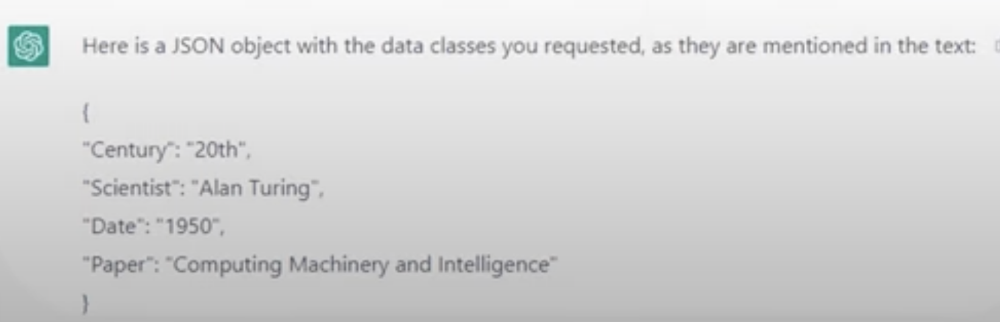 Here is a JSON object with the data classes you requested, as they are mentioned in the text:
{
"Century": "20th",
"Scientist": "Alan Turing",
"Date": "1950",
"Paper": "Computing Machinery and Intelligence"
}